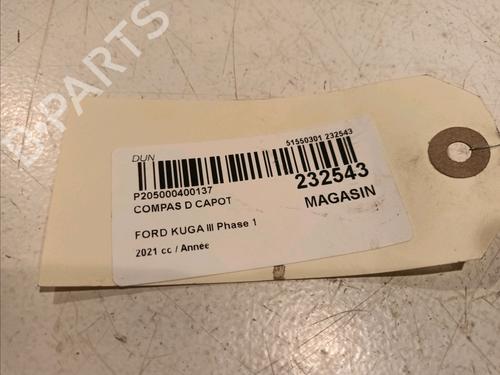 B-PARTS
DUN
51550301 232543
P205000400137
232543
COMPAS D CAPOT
MAGASIN
FORD KUGA III Phase 1
2021 cc / Année